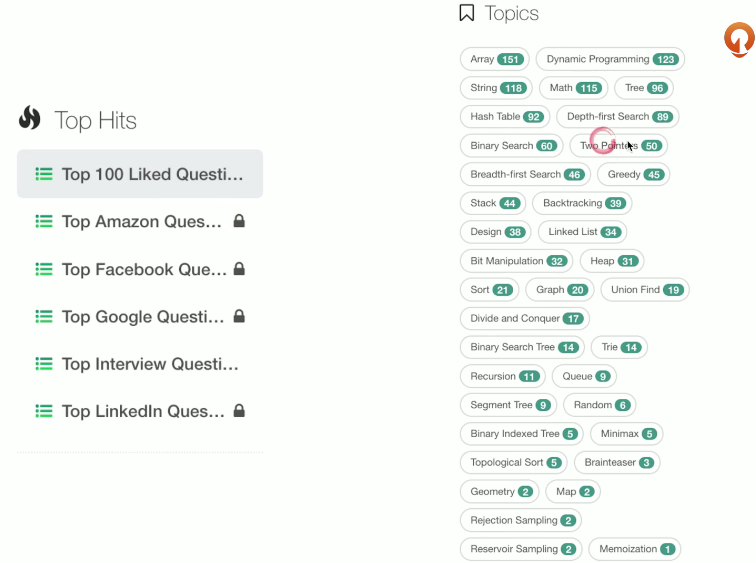 Topics
Array 151 Dynamic Programming 123
String 118 Math 115 Tree 96
Hash Table 92 Depth-first Search 89
Binary Search 60 Two Pointers 50
Breadth-first Search 46 Greedy 45
Stack 44 Backtracking 39
Design 38 Linked List 34
Bit Manipulation 32 Heap 31
Sort 21 Graph 20 Union Find 19
Divide and Conquer 17
Binary Search Tree 14 Trie 14
Recursion 11 Queue 9
Segment Tree 9 Random 6
Binary Indexed Tree 5 Minimax 5
Topological Sort 5 Brainteaser 3
Geometry 2 Map 2
Rejection Sampling 2
Reservoir Sampling 2 Memoization 1
Top Hits
Top 100 Liked Questi...
Top Amazon Ques...
Top Facebook Que...
Top Google Questi...
Top Interview Questi...
Top LinkedIn Ques...